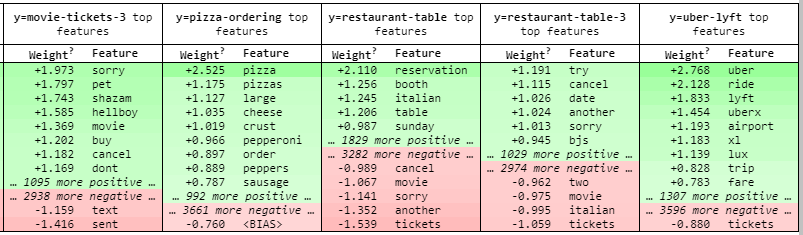 y=movie-tickets-3 top features
Weight? Feature
+1.973 sorry
+1.797 pet
+1.743 shazam
+1.585 hellboy
+1.369 movie
+1.202 buy
+1.182 cancel
+1.169 dont
… 1095 more positive …
… 2938 more negative …
-1.159 text
-1.416 sent
y=pizza-ordering top features
Weight? Feature
+2.525 pizza
+1.175 pizzas
+1.127 large
+1.035 cheese
+1.019 crust
+0.966 pepperoni
+0.897 order
+0.889 peppers
+0.787 sausage
… 992 more positive …
… 3661 more negative …
-0.760 <BIAS>
y=restaurant-table top features
Weight? Feature
+2.110 reservation
+1.256 booth
+1.245 italian
+1.206 table
+0.987 sunday
… 1829 more positive …
… 3282 more negative …
-0.989 cancel
-1.067 movie
-1.141 sorry
-1.352 another
-1.539 tickets
y=restaurant-table-3 top features
Weight? Feature
+1.191 try
+1.115 cancel
+1.026 date
+1.024 another
+1.013 sorry
+0.945 bjs
… 1029 more positive …
… 2974 more negative …
-0.962 two
-0.975 movie
-0.995 italian
-1.059 tickets
y=uber-lyft top features
Weight? Feature
+2.768 uber
+2.128 ride
+1.833 lyft
+1.454 uberx
+1.193 airport
+1.183 xl
+1.139 lux
+0.828 trip
+0.783 fare
… 1307 more positive …
… 3596 more negative …
-0.880 tickets